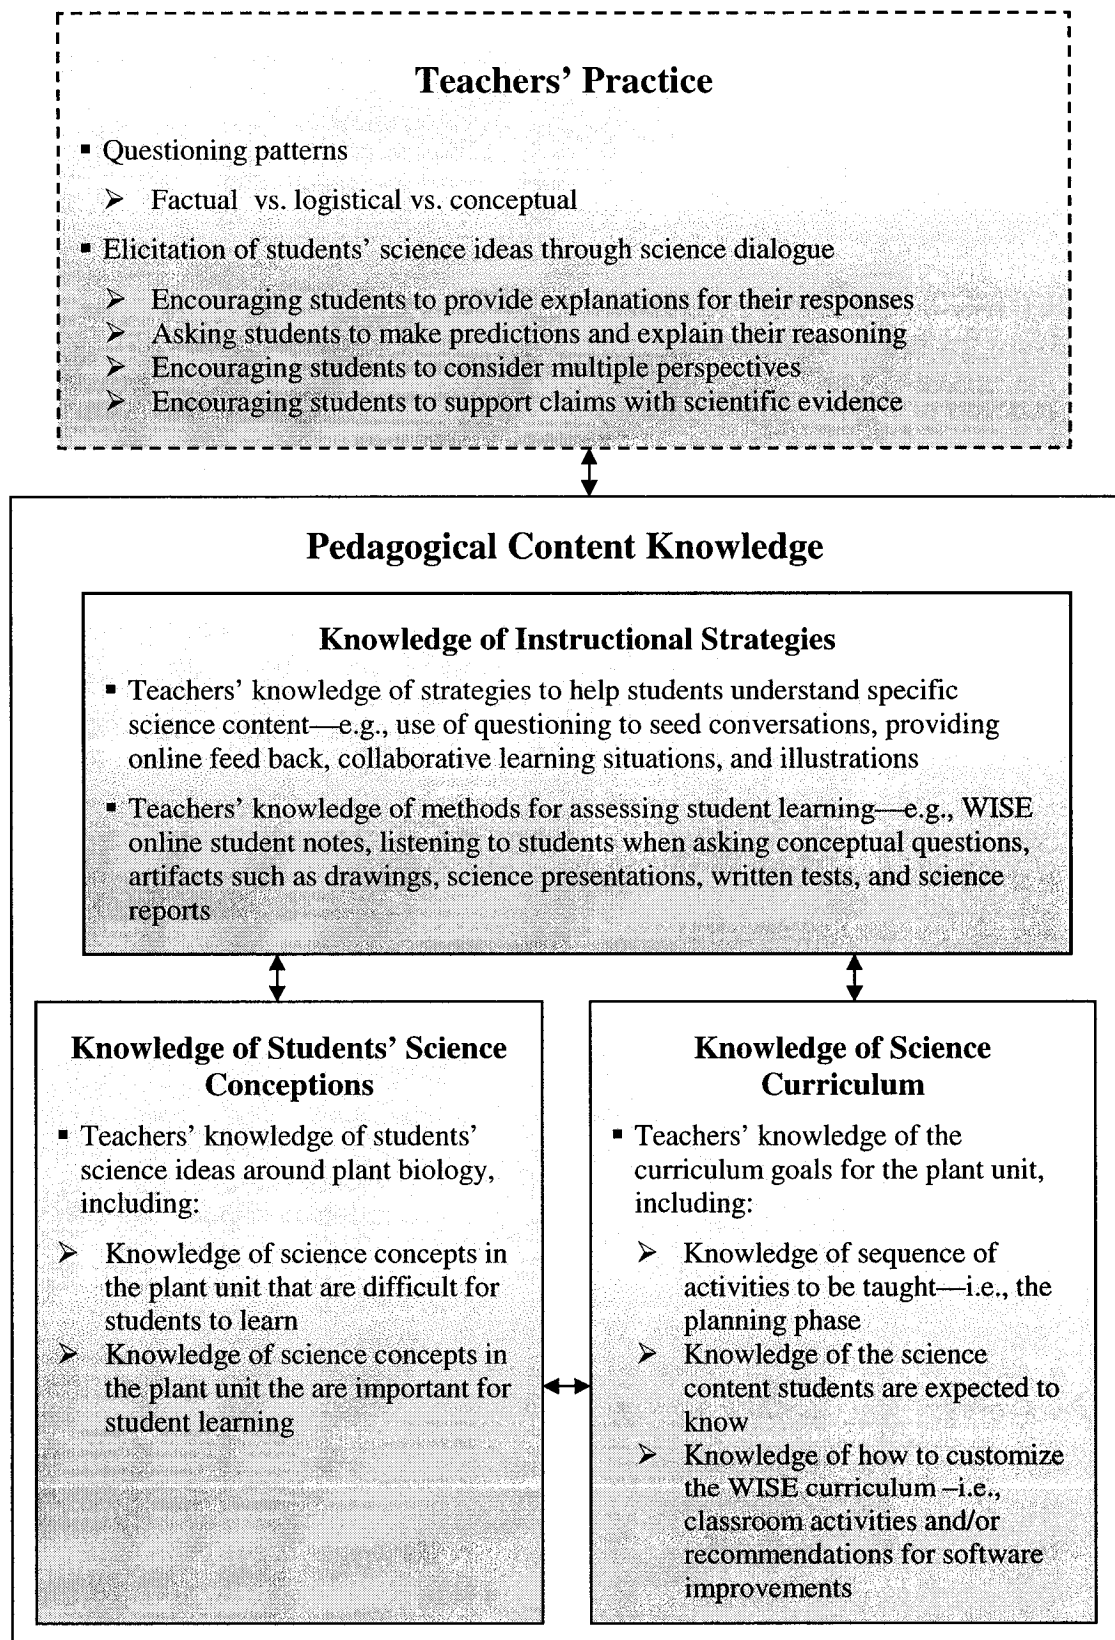 Teachers' Practice
▪ Questioning patterns
➢ Factual vs. logistical vs. conceptual
▪ Elicitation of students' science ideas through science dialogue
➢ Encouraging students to provide explanations for their responses
➢ Asking students to make predictions and explain their reasoning
➢ Encouraging students to consider multiple perspectives
➢ Encouraging students to support claims with scientific evidence
Pedagogical Content Knowledge
Knowledge of Instructional Strategies
▪ Teachers' knowledge of strategies to help students understand specific
science content—e.g., use of questioning to seed conversations, providing
online feed back, collaborative learning situations, and illustrations
▪ Teachers' knowledge of methods for assessing student learning—e.g., WISE
online student notes, listening to students when asking conceptual questions,
artifacts such as drawings, science presentations, written tests, and science
reports
Knowledge of Students' Science
Conceptions
▪ Teachers' knowledge of students'
science ideas around plant biology,
including:
➢ Knowledge of science concepts in
the plant unit that are difficult for
students to learn
➢ Knowledge of science concepts in
the plant unit the are important for
student learning
Knowledge of Science
Curriculum
▪ Teachers' knowledge of the
curriculum goals for the plant unit,
including:
➢ Knowledge of sequence of
activities to be taught—i.e., the
planning phase
➢ Knowledge of the science
content students are expected to
know
➢ Knowledge of how to customize
the WISE curriculum –i.e.,
classroom activities and/or
recommendations for software
improvements